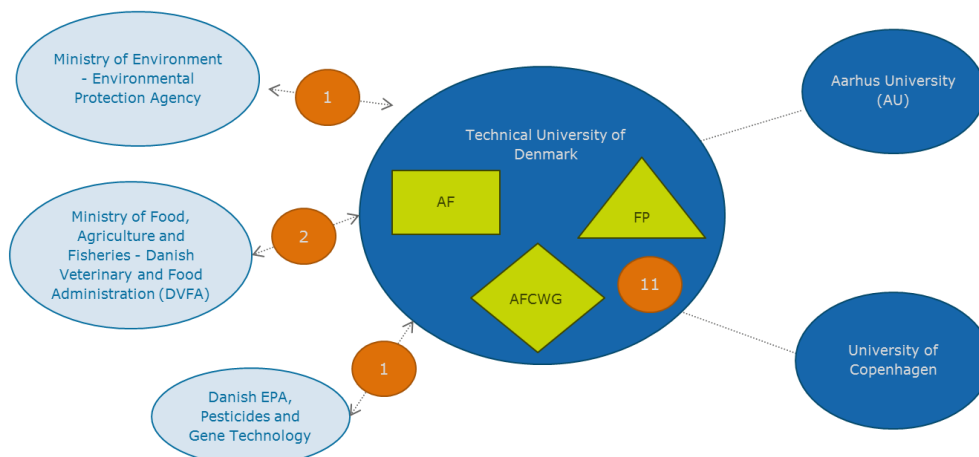 Ministry of Environment
- Environmental
Protection Agency
1
Technical University of
Denmark
Aarhus University
(AU)
AF
FP
Ministry of Food,
Agriculture and
Fisheries - Danish
Veterinary and Food
Administration (DVFA)
2
AFCWG
11
University of
Copenhagen
1
Danish EPA,
Pesticides and
Gene Technology